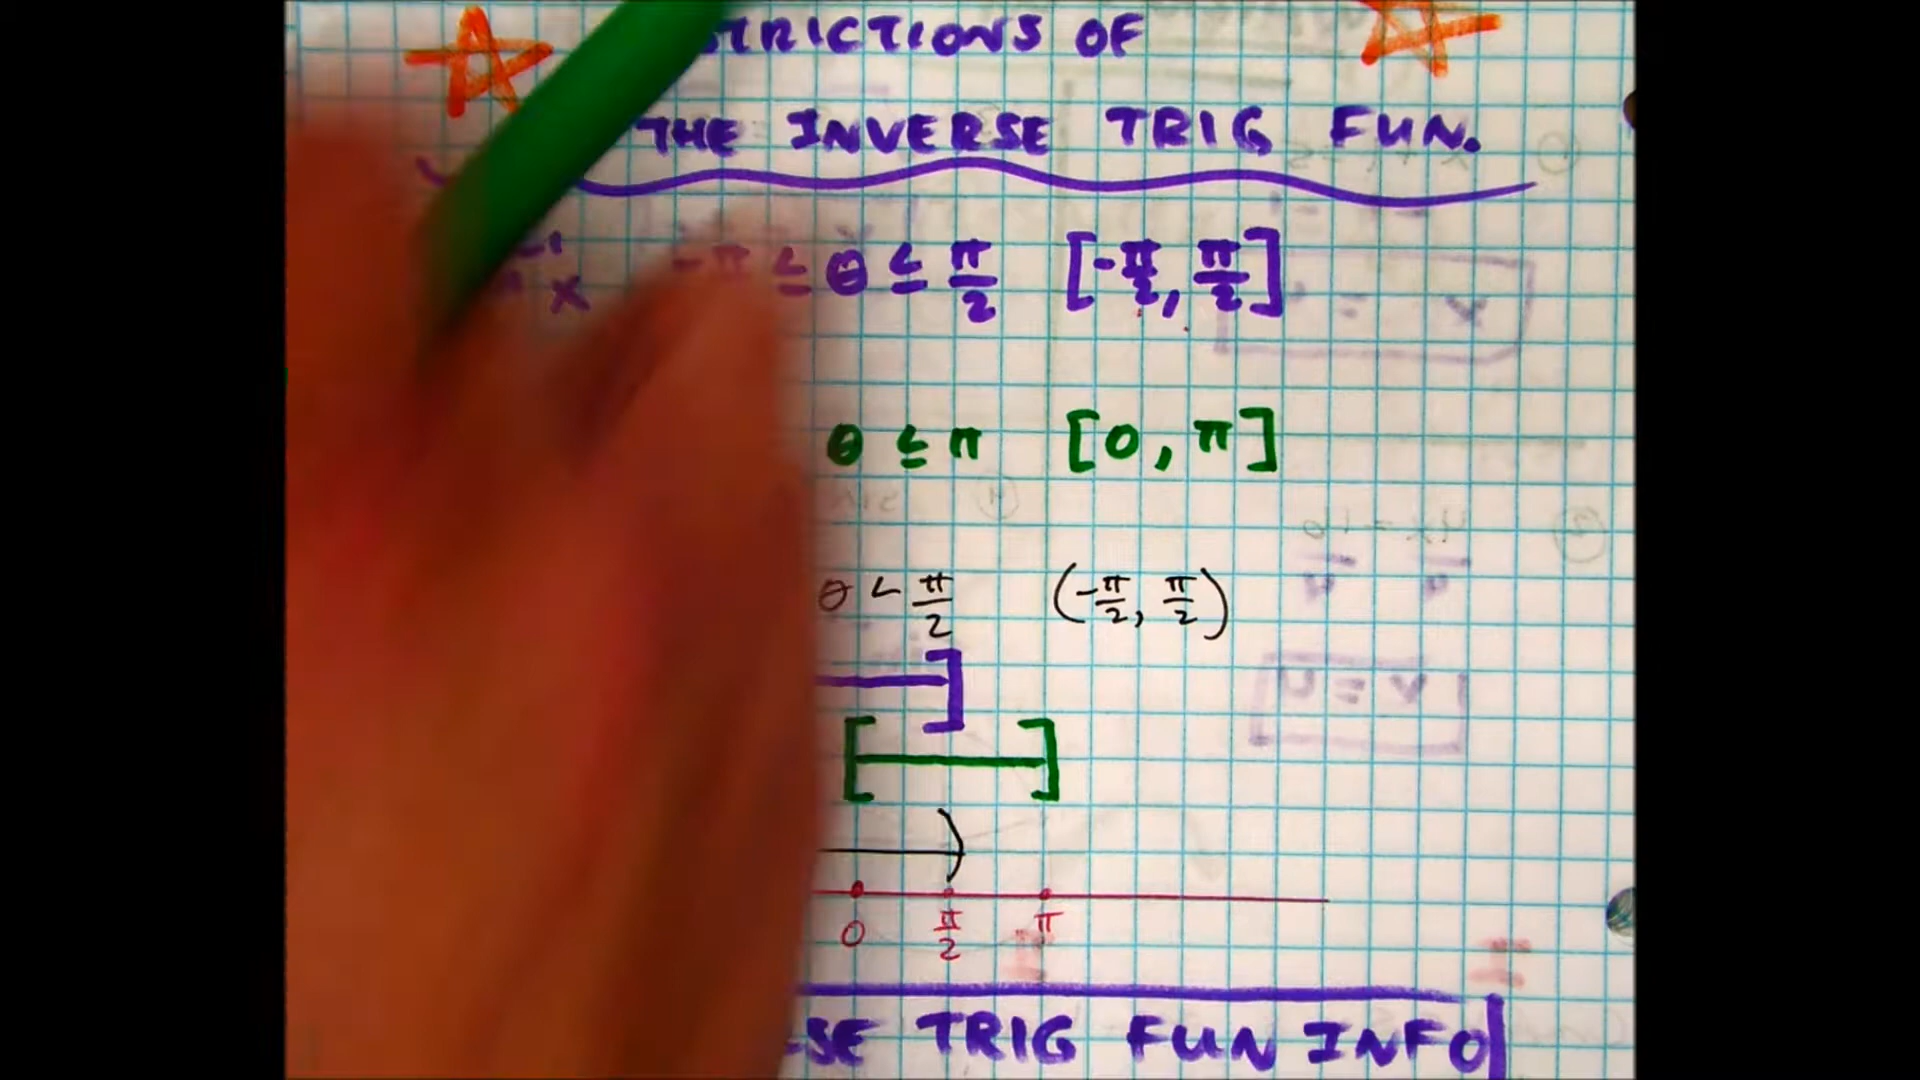 STRICTIONS OF
THE INVERSE TRIG FUN.
-1 x -π ≤ θ ≤ π/2 [-π/2, π/2]
θ ≤ π [0, π]
θ < π/2 (-π/2, π/2)
0 π/2 π
SE TRIG FUN INFO